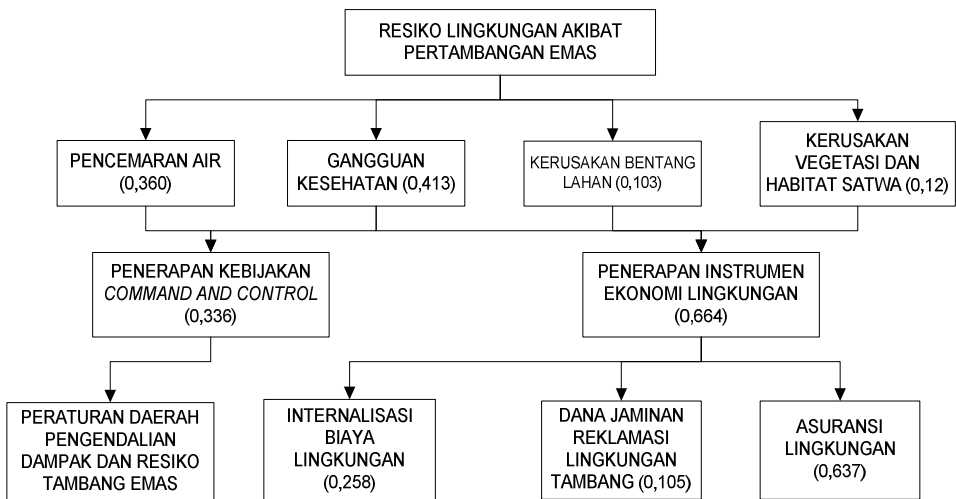 RESIKO LINGKUNGAN AKIBAT
PERTAMBANGAN EMAS
PENCEMARAN AIR
(0,360)
GANGGUAN
KESEHATAN (0,413)
KERUSAKAN BENTANG
LAHAN (0,103)
KERUSAKAN
VEGETASI DAN
HABITAT SATWA (0,12)
PENERAPAN KEBIJAKAN
COMMAND AND CONTROL
(0,336)
PENERAPAN INSTRUMEN
EKONOMI LINGKUNGAN
(0,664)
PERATURAN DAERAH
PENGENDALIAN
DAMPAK DAN RESIKO
TAMBANG EMAS
INTERNALISASI
BIAYA
LINGKUNGAN
(0,258)
DANA JAMINAN
REKLAMASI
LINGKUNGAN
TAMBANG (0,105)
ASURANSI
LINGKUNGAN
(0,637)